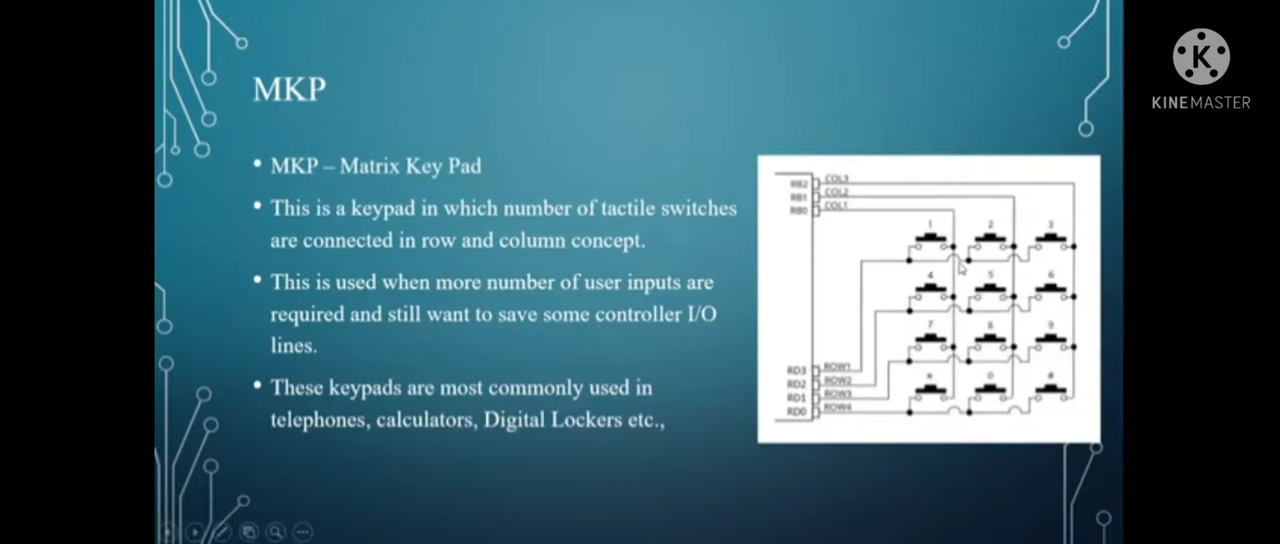 MKP
• MKP – Matrix Key Pad
• This is a keypad in which number of tactile switches
are connected in row and column concept.
• This is used when more number of user inputs are
required and still want to save some controller I/O
lines.
• These keypads are most commonly used in
telephones, calculators, Digital Lockers etc.,
K
KINEMASTER
RB2 COL3
RB1 COL2
RB0 COL1
1 2 3
4 5 6
7 8 9
* 0 #
RD3 ROW1
RD2 ROW2
RD1 ROW3
RD0 ROW4